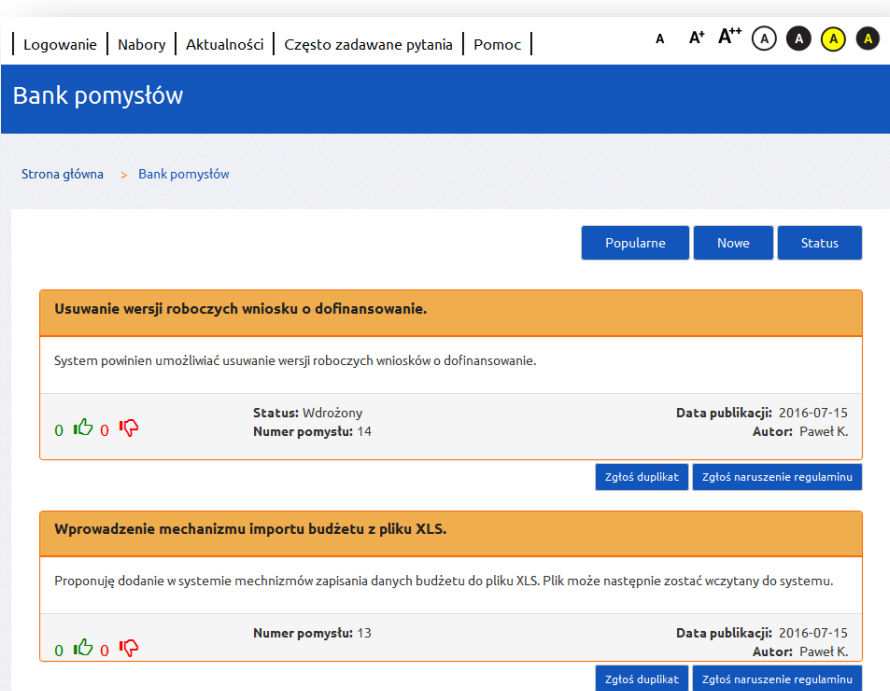 Logowanie | Nabory | Aktualności | Często zadawane pytania | Pomoc | A A+ A++ A A A A
Bank pomysłów
Strona główna > Bank pomysłów
Popularne Nowe Status
Usuwanie wersji roboczych wniosku o dofinansowanie.
System powinien umożliwiać usuwanie wersji roboczych wniosków o dofinansowanie.
Status: Wdrożony Data publikacji: 2016-07-15
0 0 Numer pomysłu: 14 Autor: Paweł K.
Zgłoś duplikat Zgłoś naruszenie regulaminu
Wprowadzenie mechanizmu importu budżetu z pliku XLS.
Proponuję dodanie w systemie mechnizmów zapisania danych budżetu do pliku XLS. Plik może następnie zostać wczytany do systemu.
Numer pomysłu: 13 Data publikacji: 2016-07-15
0 0 Autor: Paweł K.
Zgłoś duplikat Zgłoś naruszenie regulaminu